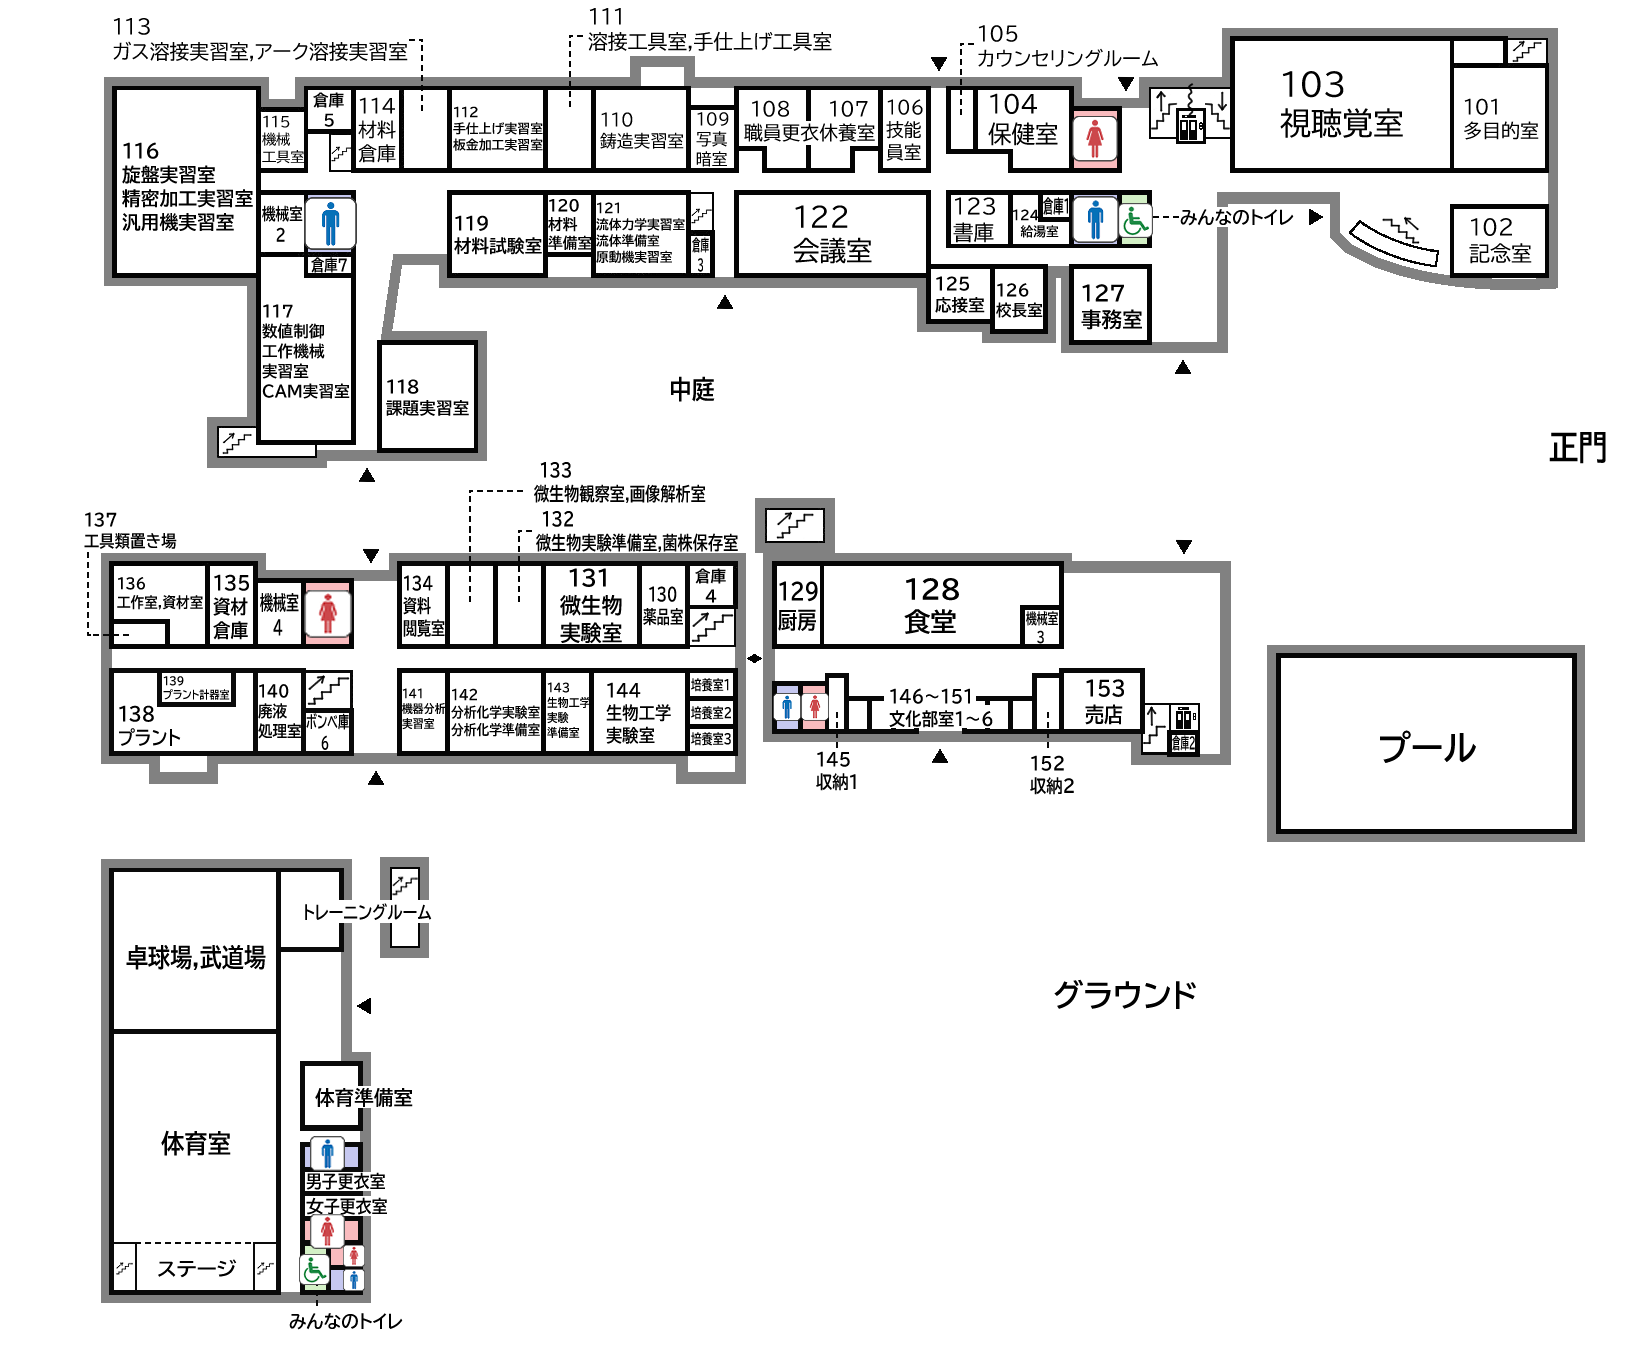 113
ガス溶接実習室,アーク溶接実習室
111
溶接工具室,手仕上げ工具室
105
カウンセリングルーム
116
旋盤実習室
精密加工実習室
汎用機実習室
115
機械
工具室
倉庫
5
114
材料
倉庫
112
手仕上げ実習室
板金加工実習室
110
鋳造実習室
109
写真
暗室
108
職員更衣
107
休養室
106
技能
員室
104
保健室
103
視聴覚室
101
多目的室
機械室
2
倉庫7
119
材料試験室
120
材料
準備室
121
流体力学実習室
流体準備室
原動機実習室
倉庫
3
122
会議室
123
書庫
124
給湯室
倉庫1
みんなのトイレ
102
記念室
125
応接室
126
校長室
127
事務室
117
数値制御
工作機械
実習室
CAM実習室
118
課題実習室
中庭
正門
133
微生物観察室,画像解析室
132
微生物実験準備室,菌株保存室
137
工具類置き場
136
工作室,資材室
135
資材
倉庫
機械室
4
134
資料
閲覧室
131
微生物
実験室
130
薬品室
倉庫
4
129
厨房
128
食堂
機械室
3
139
プラント計器室
138
プラント
140
廃液
処理室
ボンベ庫
6
141
機器分析
実習室
142
分析化学実験室
分析化学準備室
143
生物工学
実験
準備室
144
生物工学
実験室
培養室1
培養室2
培養室3
146～151
文化部室1～6
153
売店
倉庫2
145
収納1
152
収納2
プール
卓球場,武道場
トレーニングルーム
グラウンド
体育準備室
体育室
男子更衣室
女子更衣室
ステージ
みんなのトイレ